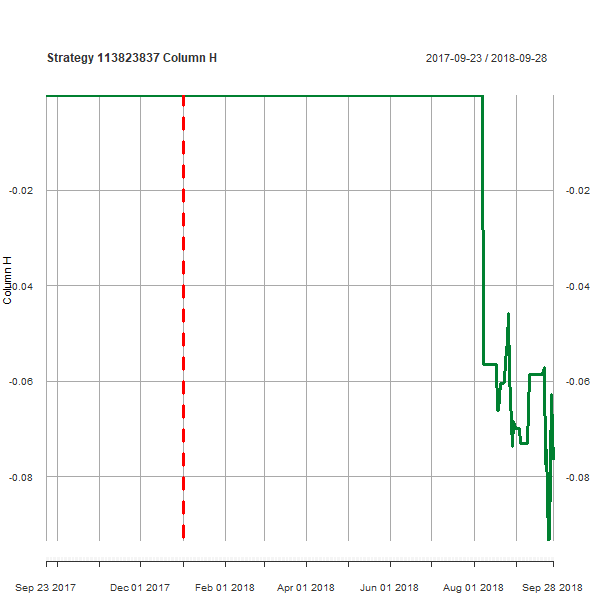 Strategy 113823837 Column H
2017-09-23 / 2018-09-28
-0.02
-0.02
-0.04
-0.04
Column H
-0.06
-0.06
-0.08
-0.08
Sep 23 2017
Dec 01 2017
Feb 01 2018
Apr 01 2018
Jun 01 2018
Aug 01 2018
Sep 28 2018